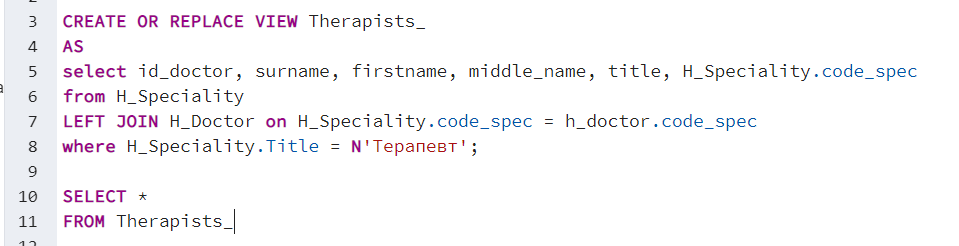 3 CREATE OR REPLACE VIEW Therapists_
4 AS
5 select id_doctor, surname, firstname, middle_name, title, H_Speciality.code_spec
6 from H_Speciality
7 LEFT JOIN H_Doctor on H_Speciality.code_spec = h_doctor.code_spec
8 where H_Speciality.Title = N'Терапевт';
9
10 SELECT *
11 FROM Therapists_